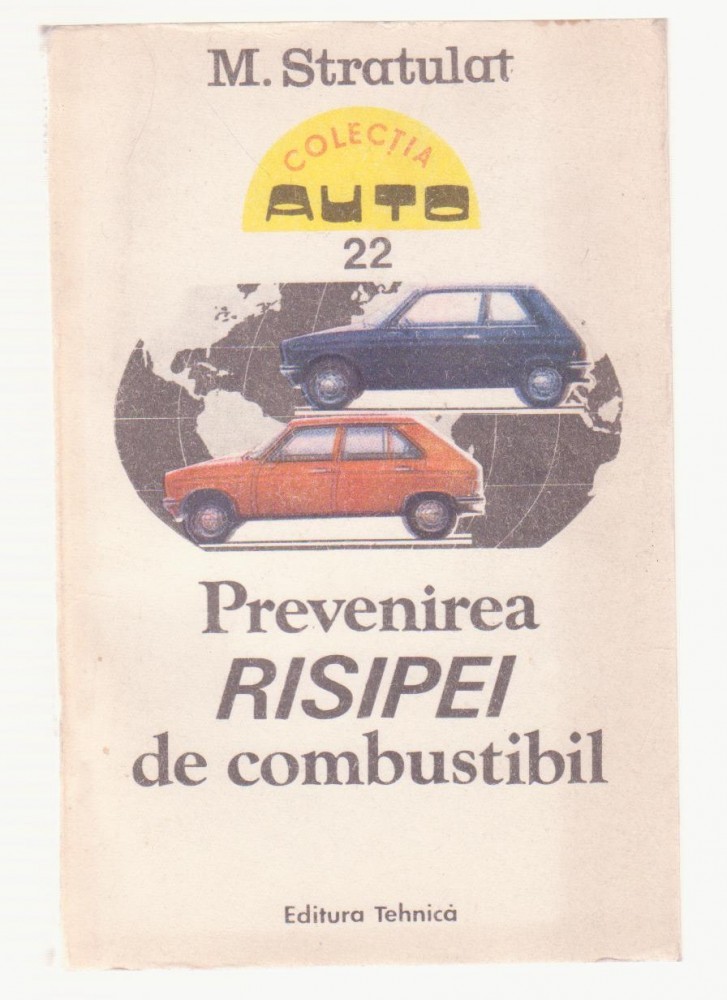 M. Stratulat
COLECȚIA
AUTO
22
Prevenirea
RISIPEI
de combustibil
Editura Tehnică